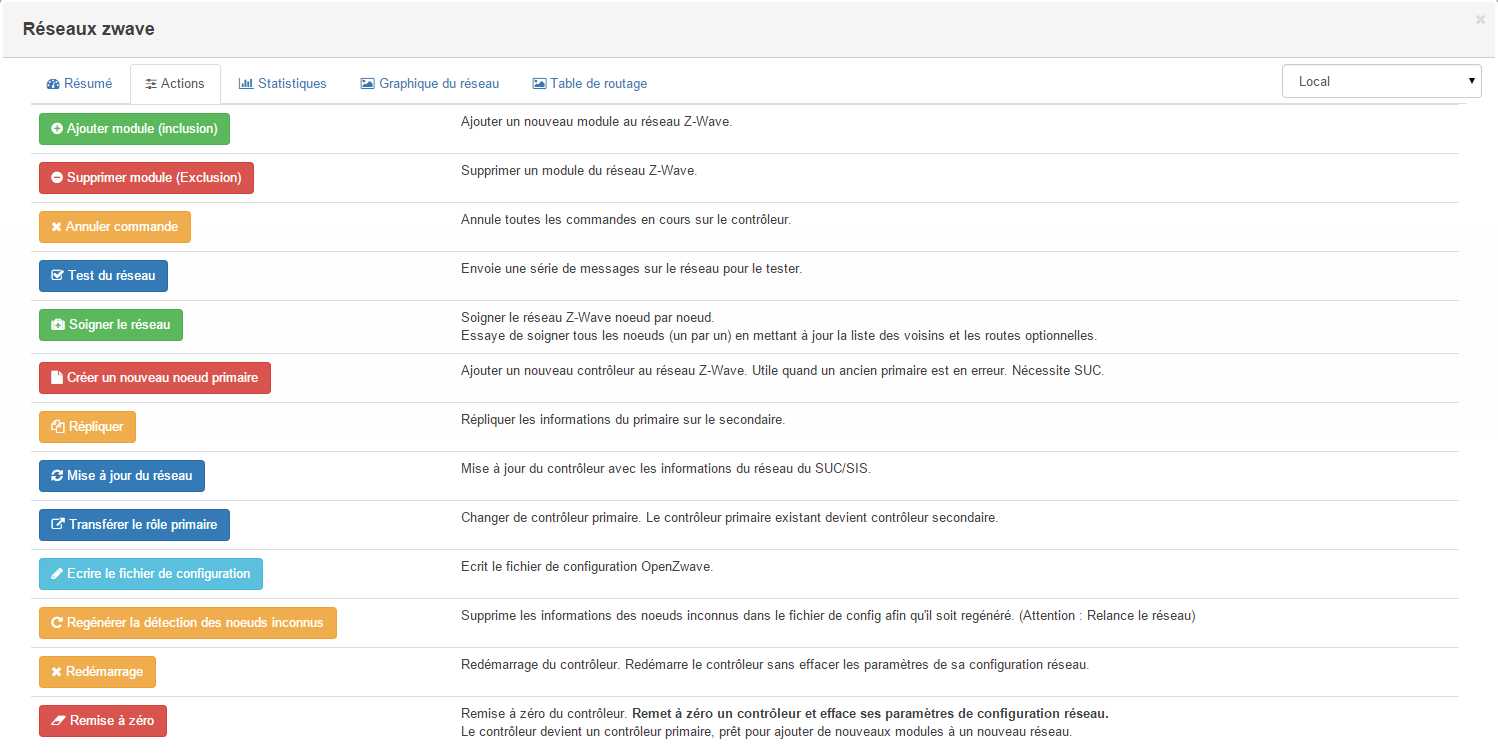 Réseaux zwave
Résumé
Actions
Statistiques
Graphique du réseau
Table de routage
Local
Ajouter module (inclusion)
Ajouter un nouveau module au réseau Z-Wave.
Supprimer module (Exclusion)
Supprimer un module du réseau Z-Wave.
Annuler commande
Annule toutes les commandes en cours sur le contrôleur.
Test du réseau
Envoie une série de messages sur le réseau pour le tester.
Soigner le réseau
Soigner le réseau Z-Wave noeud par noeud.
Essaye de soigner tous les noeuds (un par un) en mettant à jour la liste des voisins et les routes optionnelles.
Créer un nouveau noeud primaire
Ajouter un nouveau contrôleur au réseau Z-Wave. Utile quand un ancien primaire est en erreur. Nécessite SUC.
Répliquer
Répliquer les informations du primaire sur le secondaire.
Mise à jour du réseau
Mise à jour du contrôleur avec les informations du réseau du SUC/SIS.
Transférer le rôle primaire
Changer de contrôleur primaire. Le contrôleur primaire existant devient contrôleur secondaire.
Ecrire le fichier de configuration
Ecrit le fichier de configuration OpenZwave.
Regénérer la détection des noeuds inconnus
Supprime les informations des noeuds inconnus dans le fichier de config afin qu'il soit regénéré. (Attention : Relance le réseau)
Redémarrage
Redémarrage du contrôleur. Redémarre le contrôleur sans effacer les paramètres de sa configuration réseau.
Remise à zéro
Remise à zéro du contrôleur. Remet à zéro un contrôleur et efface ses paramètres de configuration réseau.
Le contrôleur devient un contrôleur primaire, prêt pour ajouter de nouveaux modules à un nouveau réseau.